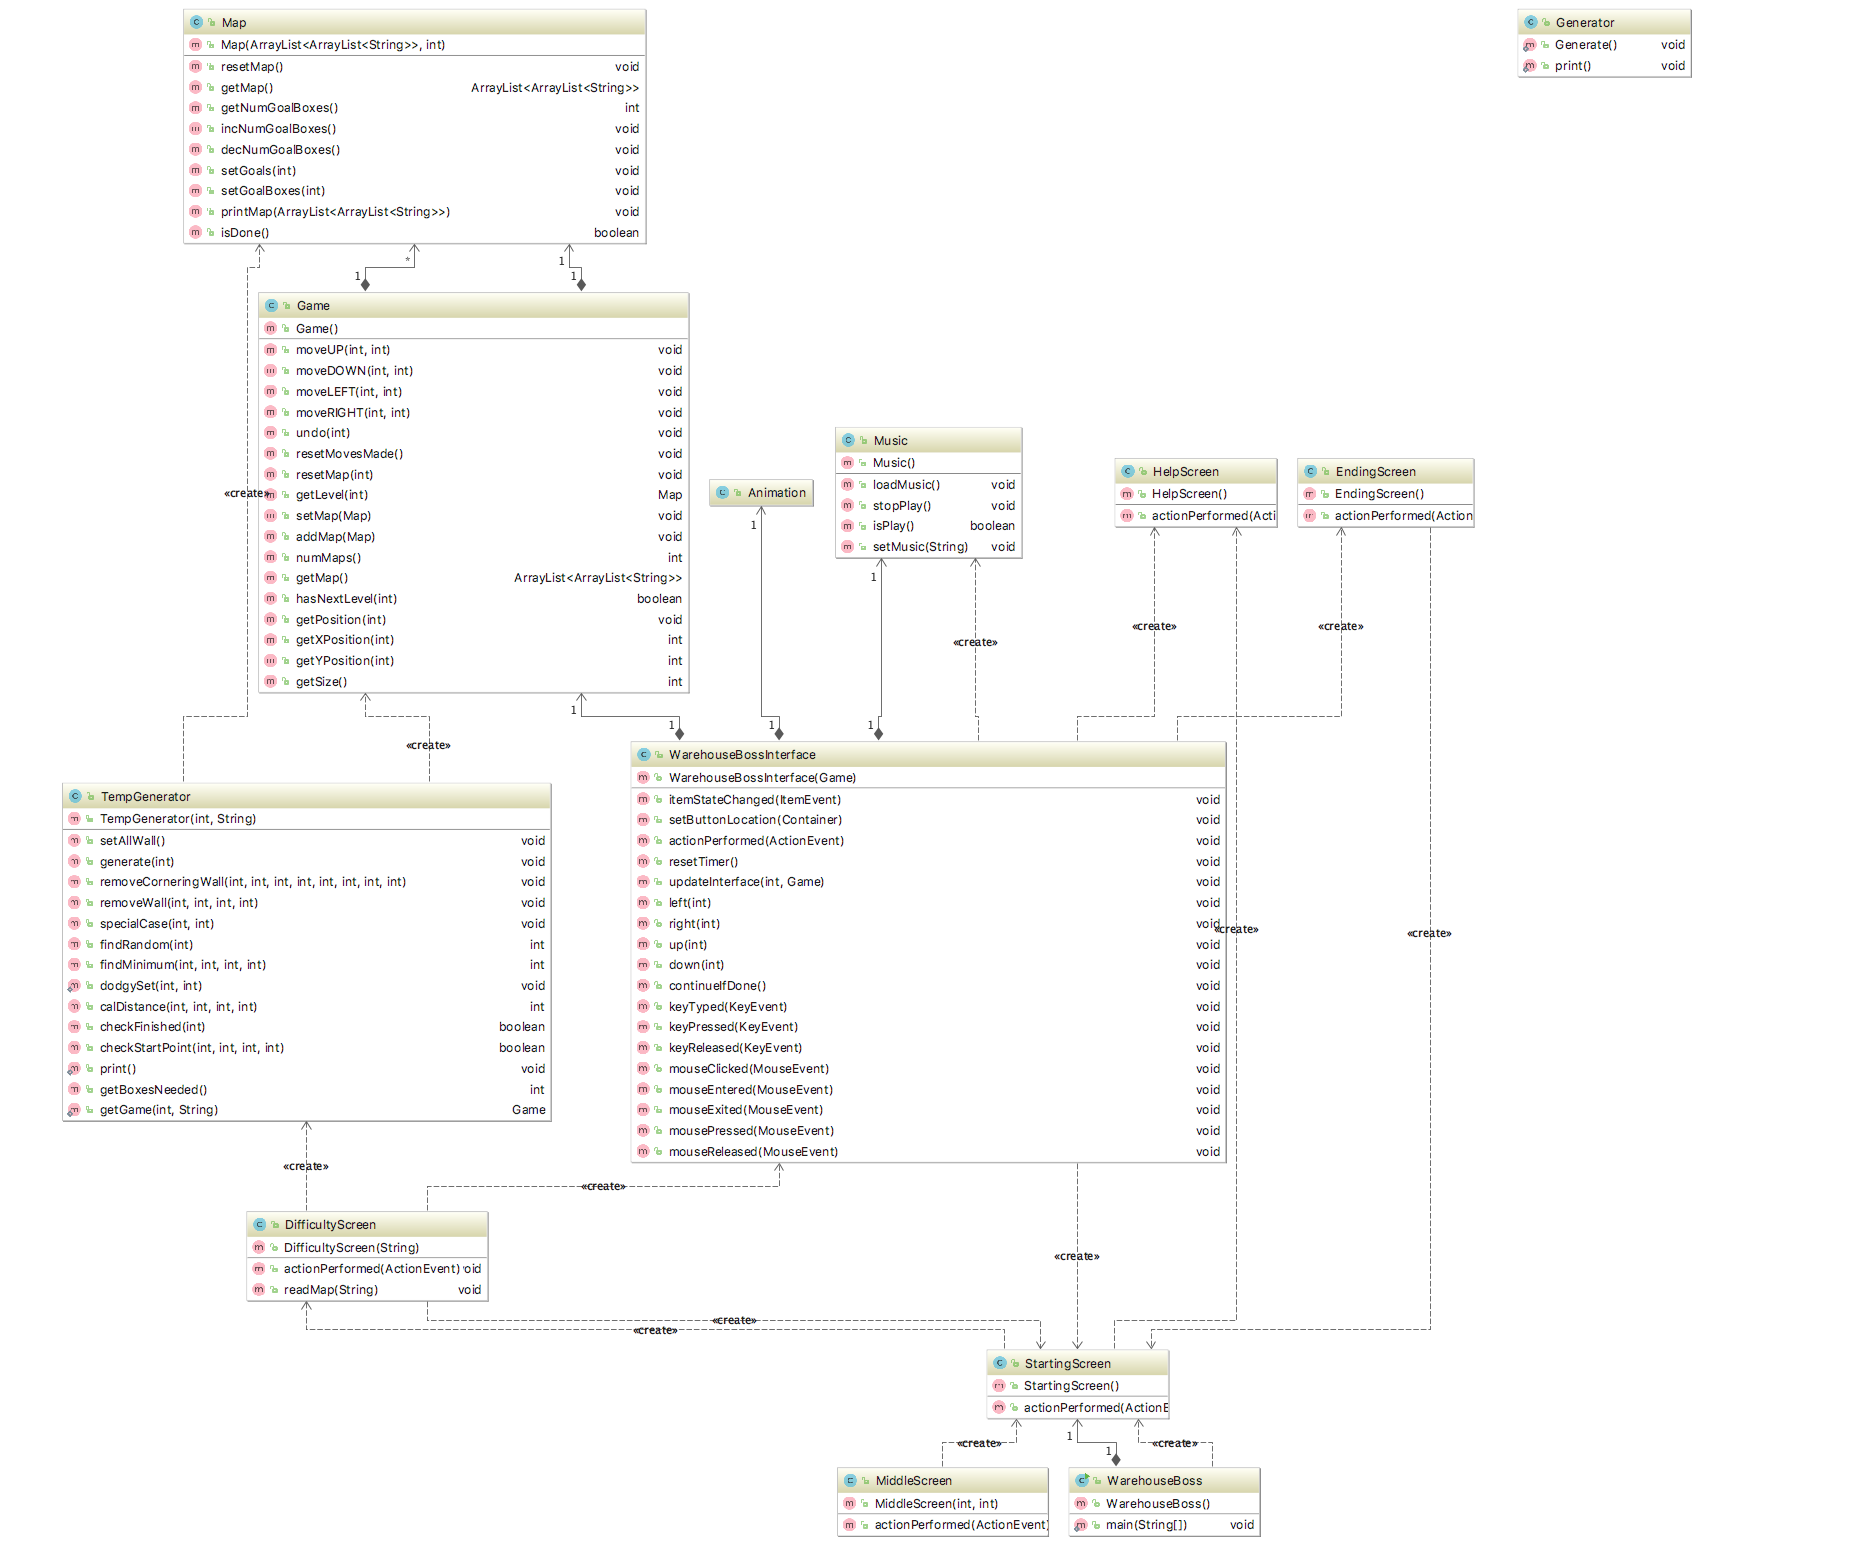 Map
Map(ArrayList<ArrayList<String>>, int)
resetMap() void
getMap() ArrayList<ArrayList<String>>
getNumGoalBoxes() int
incNumGoalBoxes() void
decNumGoalBoxes() void
setGoals(int) void
setGoalBoxes(int) void
printMap(ArrayList<ArrayList<String>>) void
isDone() boolean
Generator
Generate() void
print() void
1 *
1 1
Game
Game()
moveUP(int, int) void
moveDOWN(int, int) void
moveLEFT(int, int) void
moveRIGHT(int, int) void
undo(int) void
resetMovesMade() void
resetMap(int) void
getLevel(int) Map
setMap(Map) void
addMap(Map) void
numMaps() int
getMap() ArrayList<ArrayList<String>>
hasNextLevel(int) boolean
getPosition(int) void
getXPosition(int) int
getYPosition(int) int
getSize() int
«create»
Animation
Music
Music()
loadMusic() void
stopPlay() void
isPlay() boolean
setMusic(String) void
HelpScreen
HelpScreen()
actionPerformed(Acti
EndingScreen
EndingScreen()
actionPerformed(Action
1
1
«create»
«create»
«create»
1
1
1
1
«create»
TempGenerator
TempGenerator(int, String)
setAllWall() void
generate(int) void
removeCorneringWall(int, int, int, int, int, int, int, int) void
removeWall(int, int, int, int) void
specialCase(int, int) void
findRandom(int) int
findMinimum(int, int, int, int) int
dodgySet(int, int) void
calDistance(int, int, int, int) int
checkFinished(int) boolean
checkStartPoint(int, int, int, int) boolean
print() void
getBoxesNeeded() int
getGame(int, String) Game
WarehouseBossInterface
WarehouseBossInterface(Game)
itemStateChanged(ItemEvent) void
setButtonLocation(Container) void
actionPerformed(ActionEvent) void
resetTimer() void
updateInterface(int, Game) void
left(int) void
right(int) void
up(int) void
down(int) void
continueIfDone() void
keyTyped(KeyEvent) void
keyPressed(KeyEvent) void
keyReleased(KeyEvent) void
mouseClicked(MouseEvent) void
mouseEntered(MouseEvent) void
mouseExited(MouseEvent) void
mousePressed(MouseEvent) void
mouseReleased(MouseEvent) void
«create»
«create»
«create»
«create»
DifficultyScreen
DifficultyScreen(String)
actionPerformed(ActionEvent) void
readMap(String) void
«create»
«create»
«create»
StartingScreen
StartingScreen()
actionPerformed(ActionE
«create»
1
1
«create»
MiddleScreen
MiddleScreen(int, int)
actionPerformed(ActionEvent)
WarehouseBoss
WarehouseBoss()
main(String[]) void